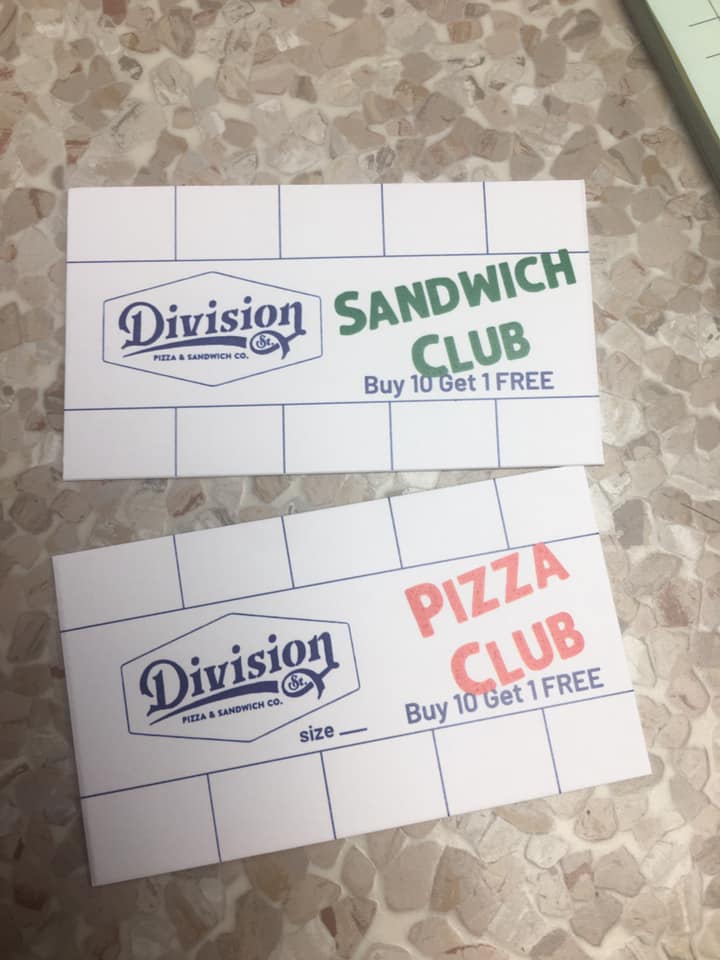 Division
St.
PIZZA & SANDWICH CO.
SANDWICH
CLUB
Buy 10 Get 1 FREE
Division
St.
PIZZA & SANDWICH CO.
size __
PIZZA
CLUB
Buy 10 Get 1 FREE